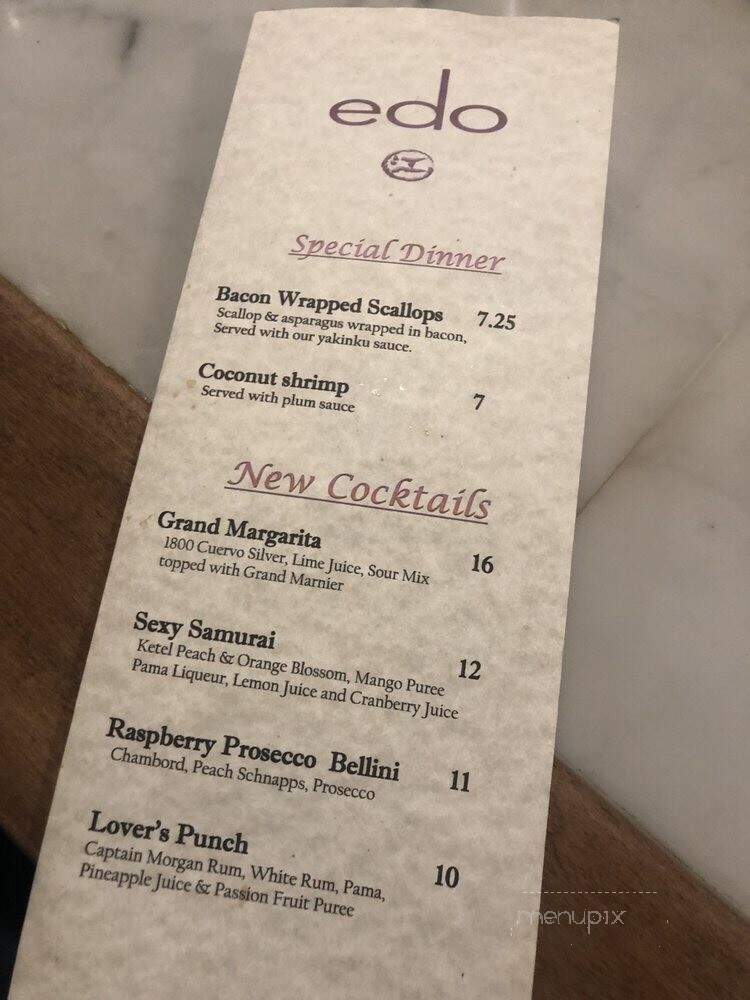 edo
江
Special Dinner
Bacon Wrapped Scallops 7.25
Scallop & asparagus wrapped in bacon,
Served with our yakinku sauce.
Coconut shrimp 7
Served with plum sauce
New Cocktails
Grand Margarita 16
1800 Cuervo Silver, Lime Juice, Sour Mix
topped with Grand Marnier
Sexy Samurai 12
Ketel Peach & Orange Blossom, Mango Puree
Pama Liqueur, Lemon Juice and Cranberry Juice
Raspberry Prosecco Bellini 11
Chambord, Peach Schnapps, Prosecco
Lover's Punch 10
Captain Morgan Rum, White Rum, Pama,
Pineapple Juice & Passion Fruit Puree
menupix